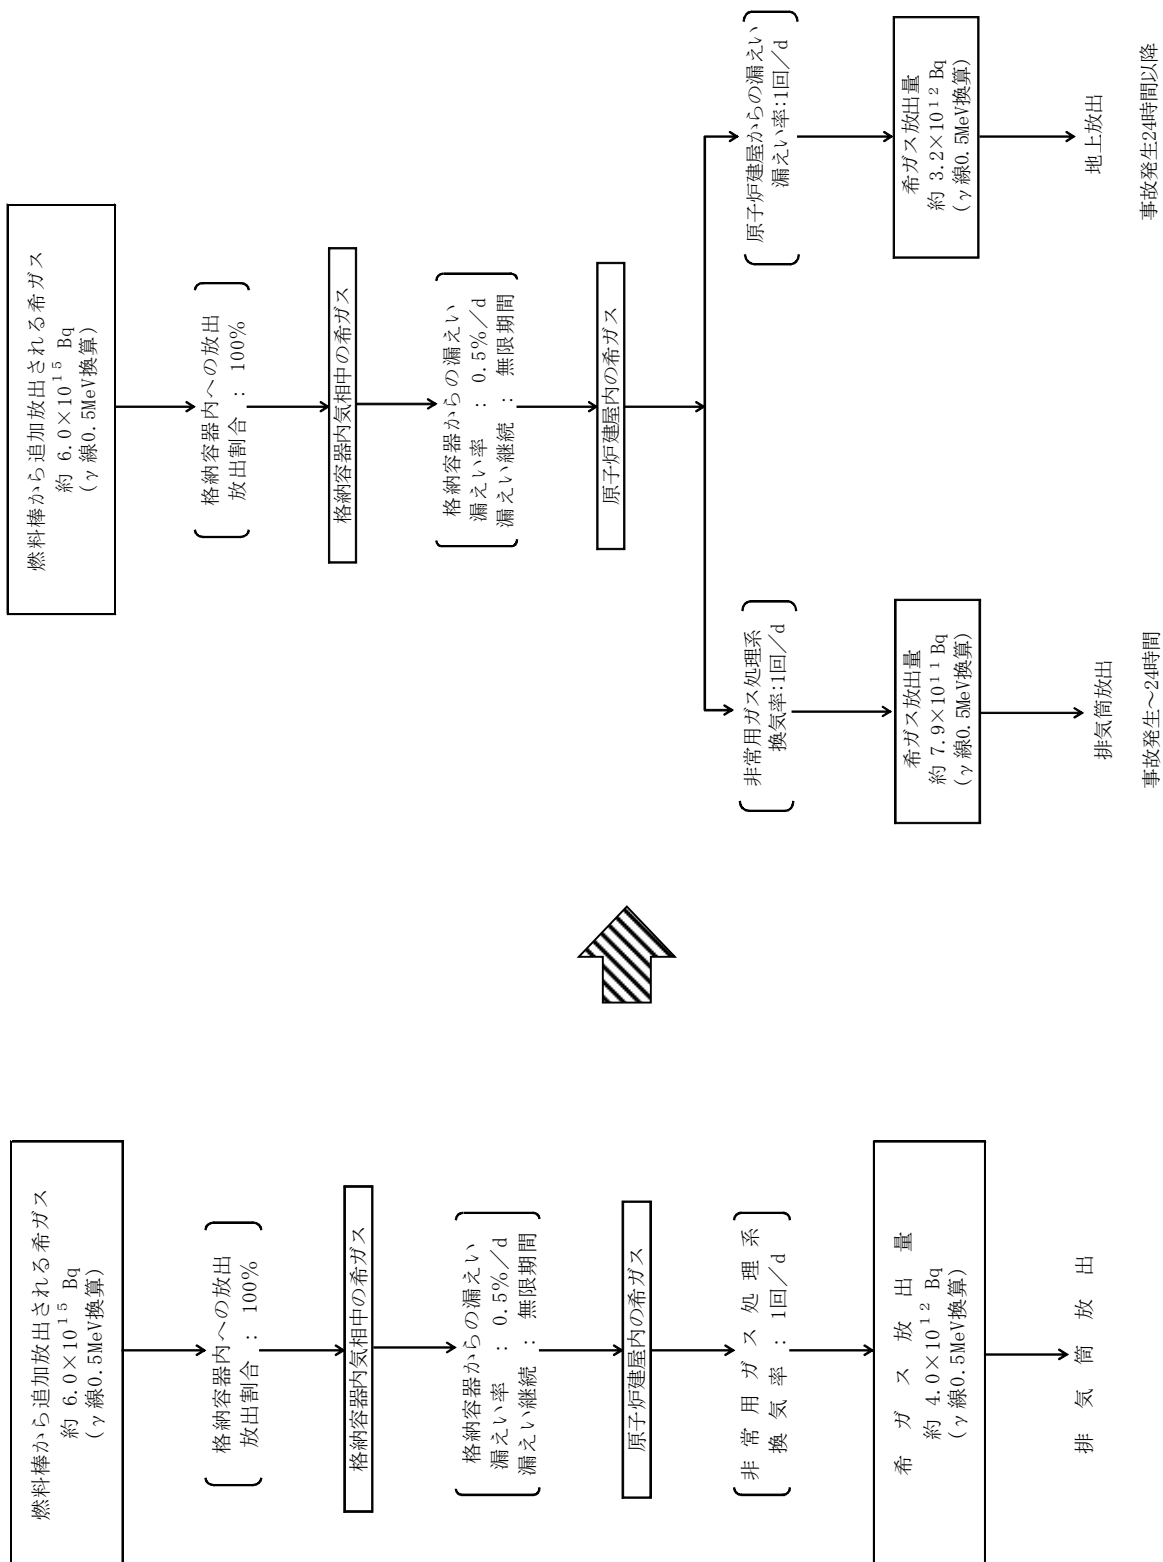 燃料棒から追加放出される希ガス
約 6.0×10¹⁵ Bq
(γ線0.5MeV換算)
格納容器内への放出
放出割合 : 100%
格納容器内気相中の希ガス
格納容器からの漏えい
漏えい率 : 0.5%/d
漏えい継続 : 無限期間
原子炉建屋内の希ガス
非常用ガス処理系
換気率 : 1回/d
希ガス放出量
約 4.0×10¹² Bq
(γ線0.5MeV換算)
排気筒放出
燃料棒から追加放出される希ガス
約 6.0×10¹⁵ Bq
(γ線0.5MeV換算)
格納容器内への放出
放出割合 : 100%
格納容器内気相中の希ガス
格納容器からの漏えい
漏えい率 : 0.5%/d
漏えい継続 : 無限期間
原子炉建屋内の希ガス
非常用ガス処理系
換気率:1回/d
希ガス放出量
約 7.9×10¹¹ Bq
(γ線0.5MeV換算)
排気筒放出
事故発生～24時間
原子炉建屋からの漏えい
漏えい率:1回/d
希ガス放出量
約 3.2×10¹² Bq
(γ線0.5MeV換算)
地上放出
事故発生24時間以降